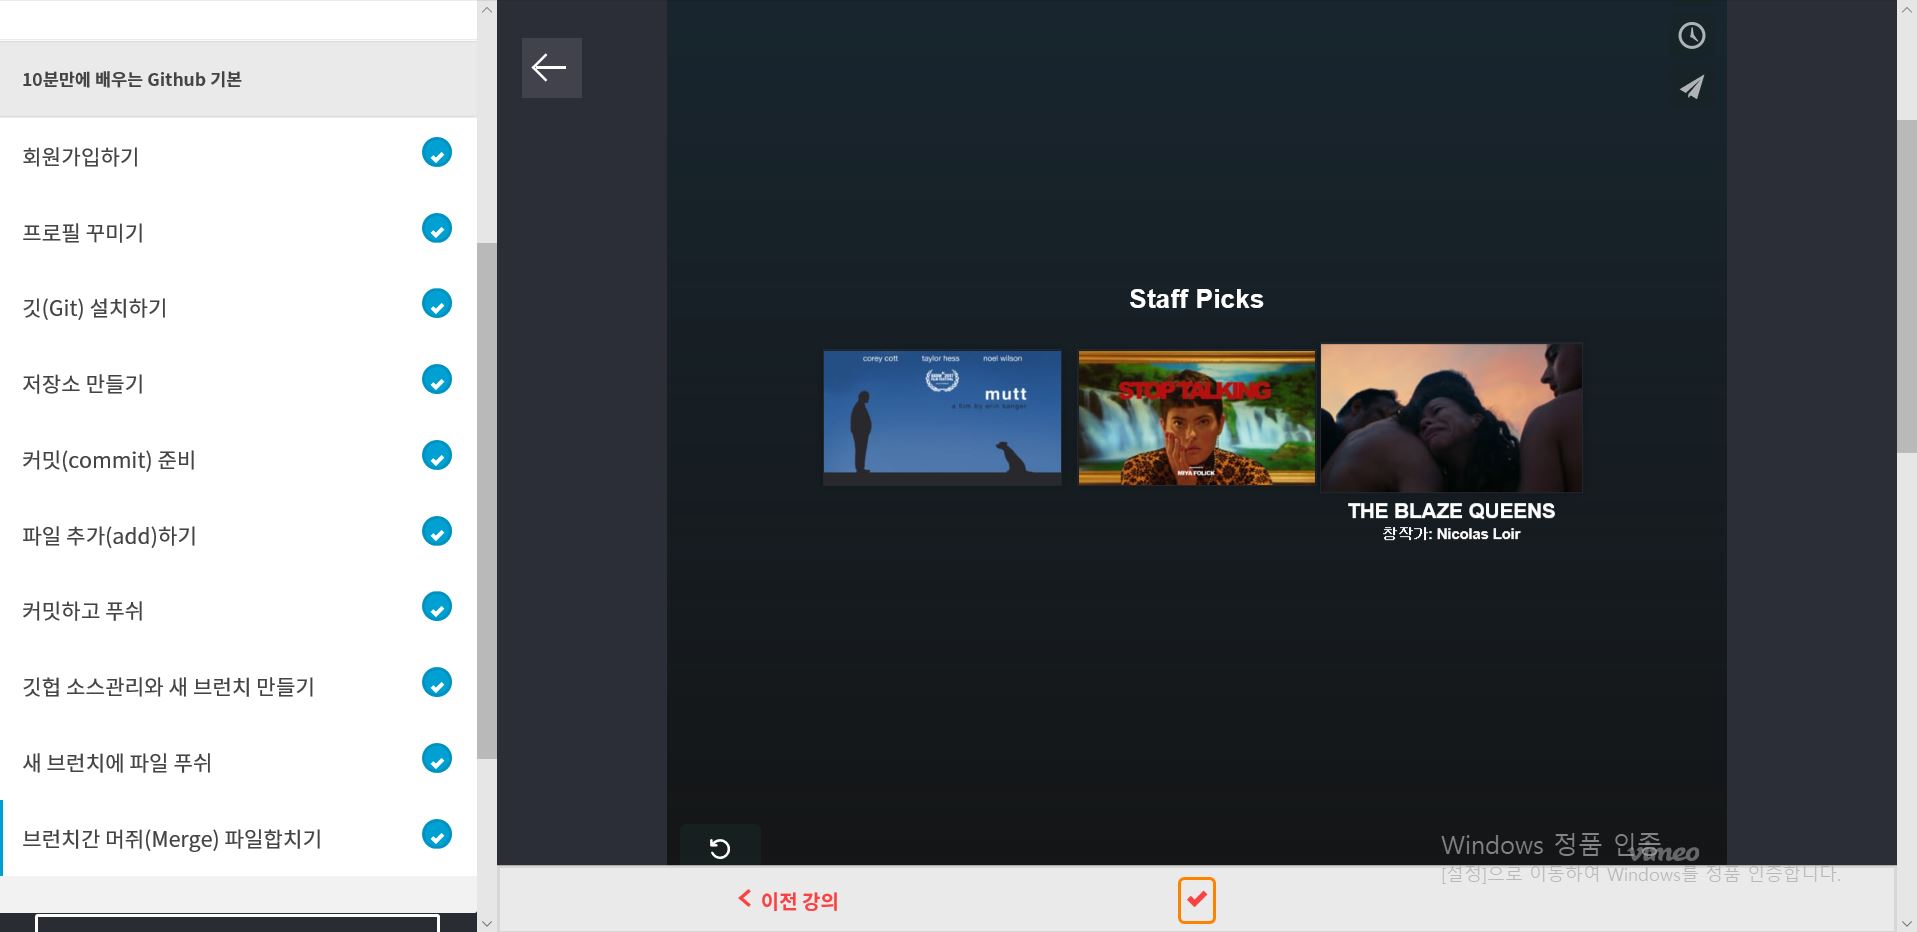 10분만에 배우는 Github 기본
회원가입하기
프로필 꾸미기
깃(Git) 설치하기
저장소 만들기
커밋(commit) 준비
파일 추가(add)하기
커밋하고 푸쉬
깃헙 소스관리와 새 브런치 만들기
새 브런치에 파일 푸쉬
브런치간 머쥐(Merge) 파일합치기
Staff Picks
corey cott taylor hess noel wilson
mutt
a film by erin sanger
STOP TALKING
MIYA FOLICK
THE BLAZE QUEENS
창작가: Nicolas Loir
Windows 정품 인증
vimeo
[설정]으로 이동하여 Windows를 정품 인증합니다.
이전 강의